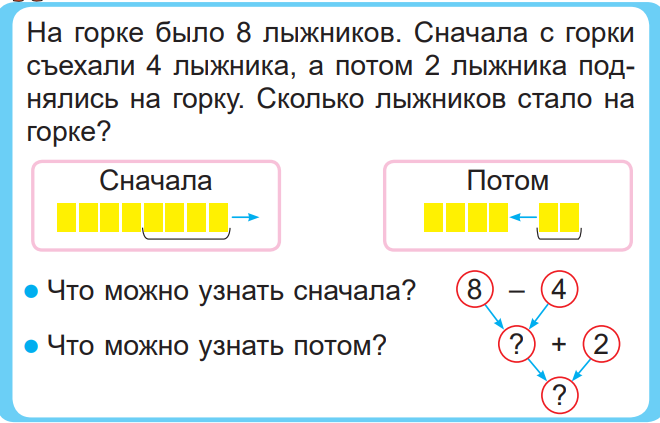 На горке было 8 лыжников. Сначала с горки
съехали 4 лыжника, а потом 2 лыжника под-
нялись на горку. Сколько лыжников стало на
горке?
Сначала
Потом
Что можно узнать сначала?
8 – 4
Что можно узнать потом?
? + 2
?